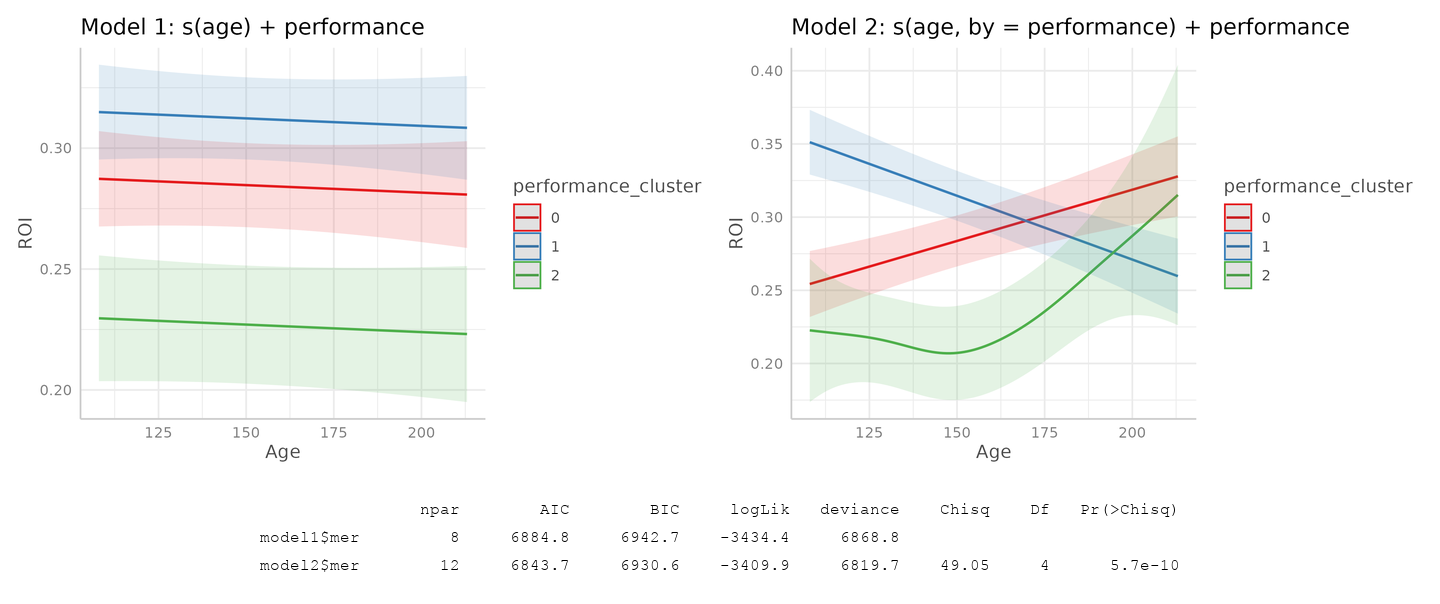 Model 1: s(age) + performance
0.30
0.25
0.20
ROI
125 150 175 200
Age
performance_cluster
0
1
2
Model 2: s(age, by = performance) + performance
0.40
0.35
0.30
0.25
0.20
ROI
125 150 175 200
Age
performance_cluster
0
1
2
npar AIC BIC logLik deviance Chisq Df Pr(>Chisq)
model1$mer 8 6884.8 6942.7 -3434.4 6868.8
model2$mer 12 6843.7 6930.6 -3409.9 6819.7 49.05 4 5.7e-10